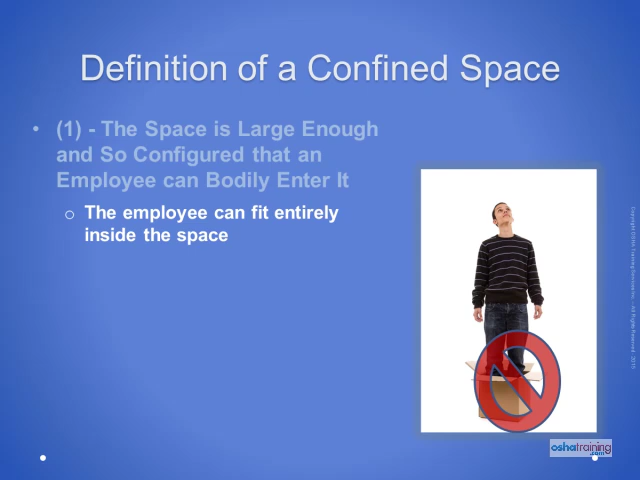 Definition of a Confined Space
• (1) - The Space is Large Enough
and So Configured that an
Employee can Bodily Enter It
o The employee can fit entirely
inside the space
oshatraining
.com